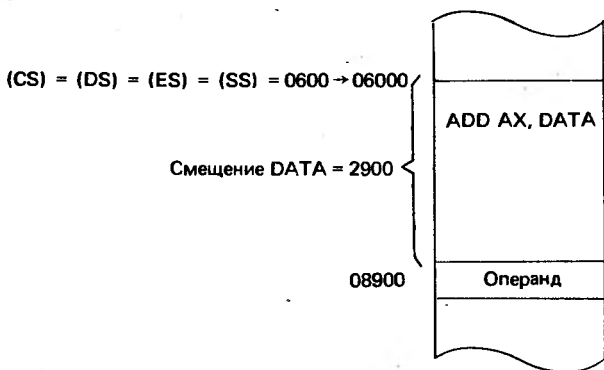 (CS) = (DS) = (ES) = (SS) = 0600 → 06000
ADD AX, DATA
Смещение DATA = 2900
08900
Операнд